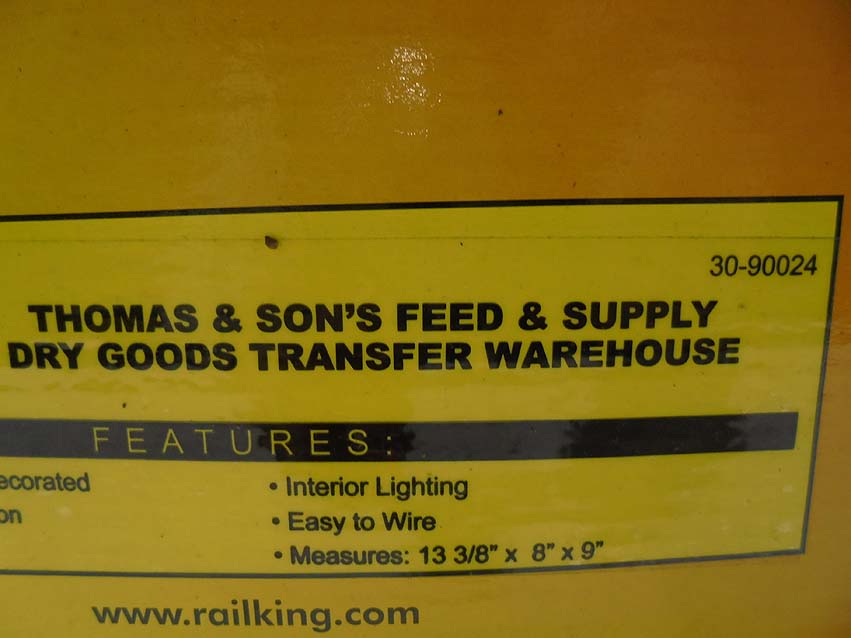 30-90024
THOMAS & SON'S FEED & SUPPLY
DRY GOODS TRANSFER WAREHOUSE
FEATURES:
ecorated
on
• Interior Lighting
• Easy to Wire
• Measures: 13 3/8" x 8" x 9"
www.railking.com